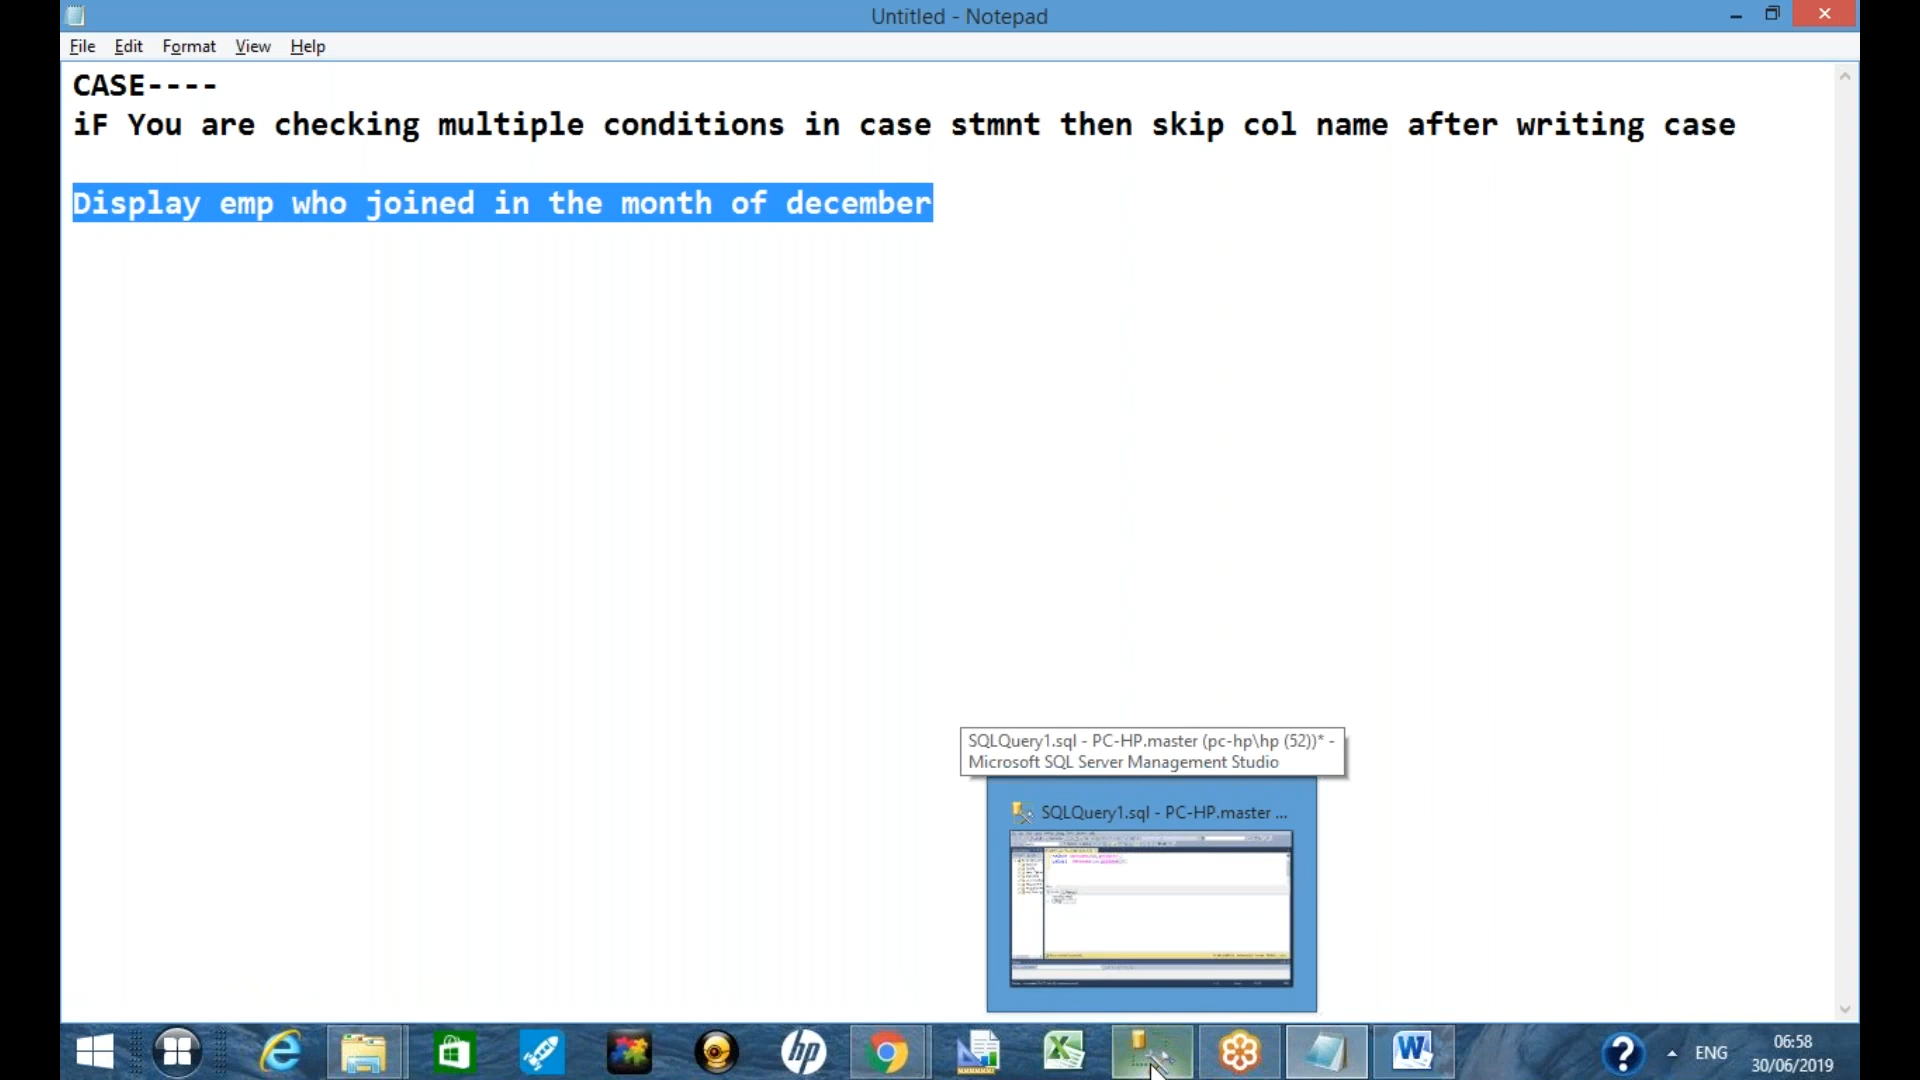 Untitled - Notepad
File Edit Format View Help
CASE----
iF You are checking multiple conditions in case stmnt then skip col name after writing case
Display emp who joined in the month of december
SQLQuery1.sql - PC-HP.master (pc-hp\hp (52))* -
Microsoft SQL Server Management Studio
SQLQuery1.sql - PC-HP.master ...
ENG
06:58
30/06/2019